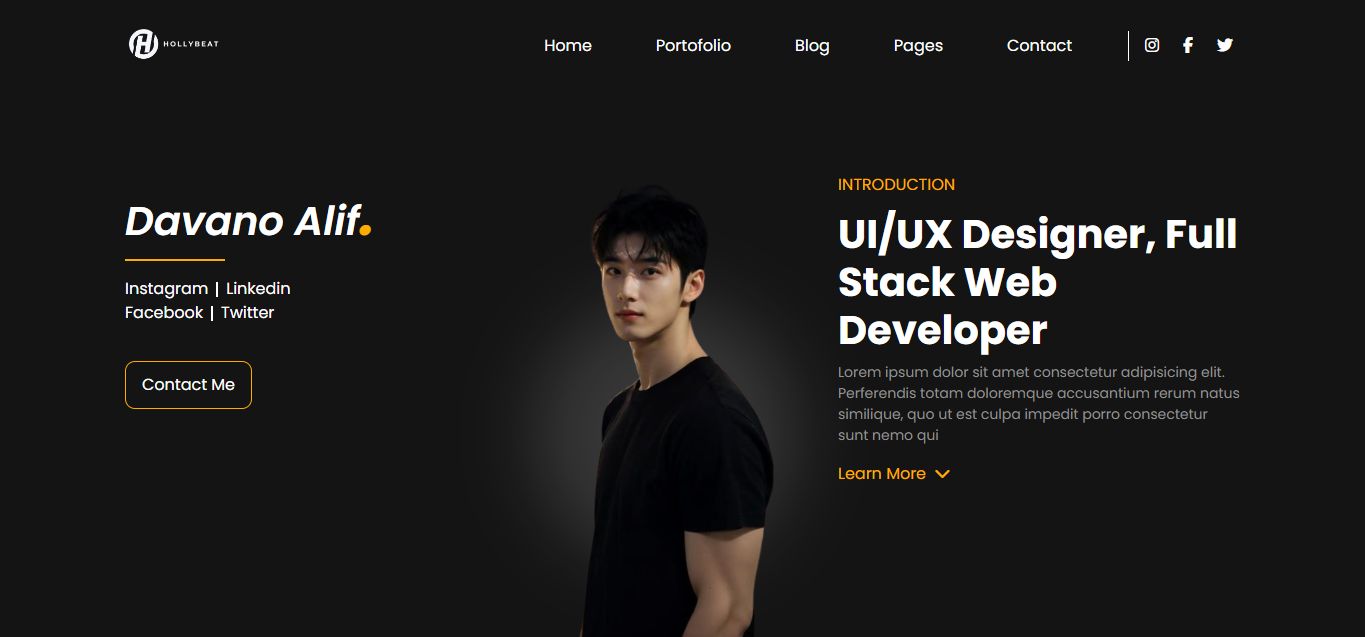 HOLLYBEAT
Home Portofolio Blog Pages Contact
Davano Alif.
Instagram | Linkedin
Facebook | Twitter
Contact Me
INTRODUCTION
UI/UX Designer, Full
Stack Web
Developer
Lorem ipsum dolor sit amet consectetur adipisicing elit.
Perferendis totam doloremque accusantium rerum natus
similique, quo ut est culpa impedit porro consectetur
sunt nemo qui
Learn More